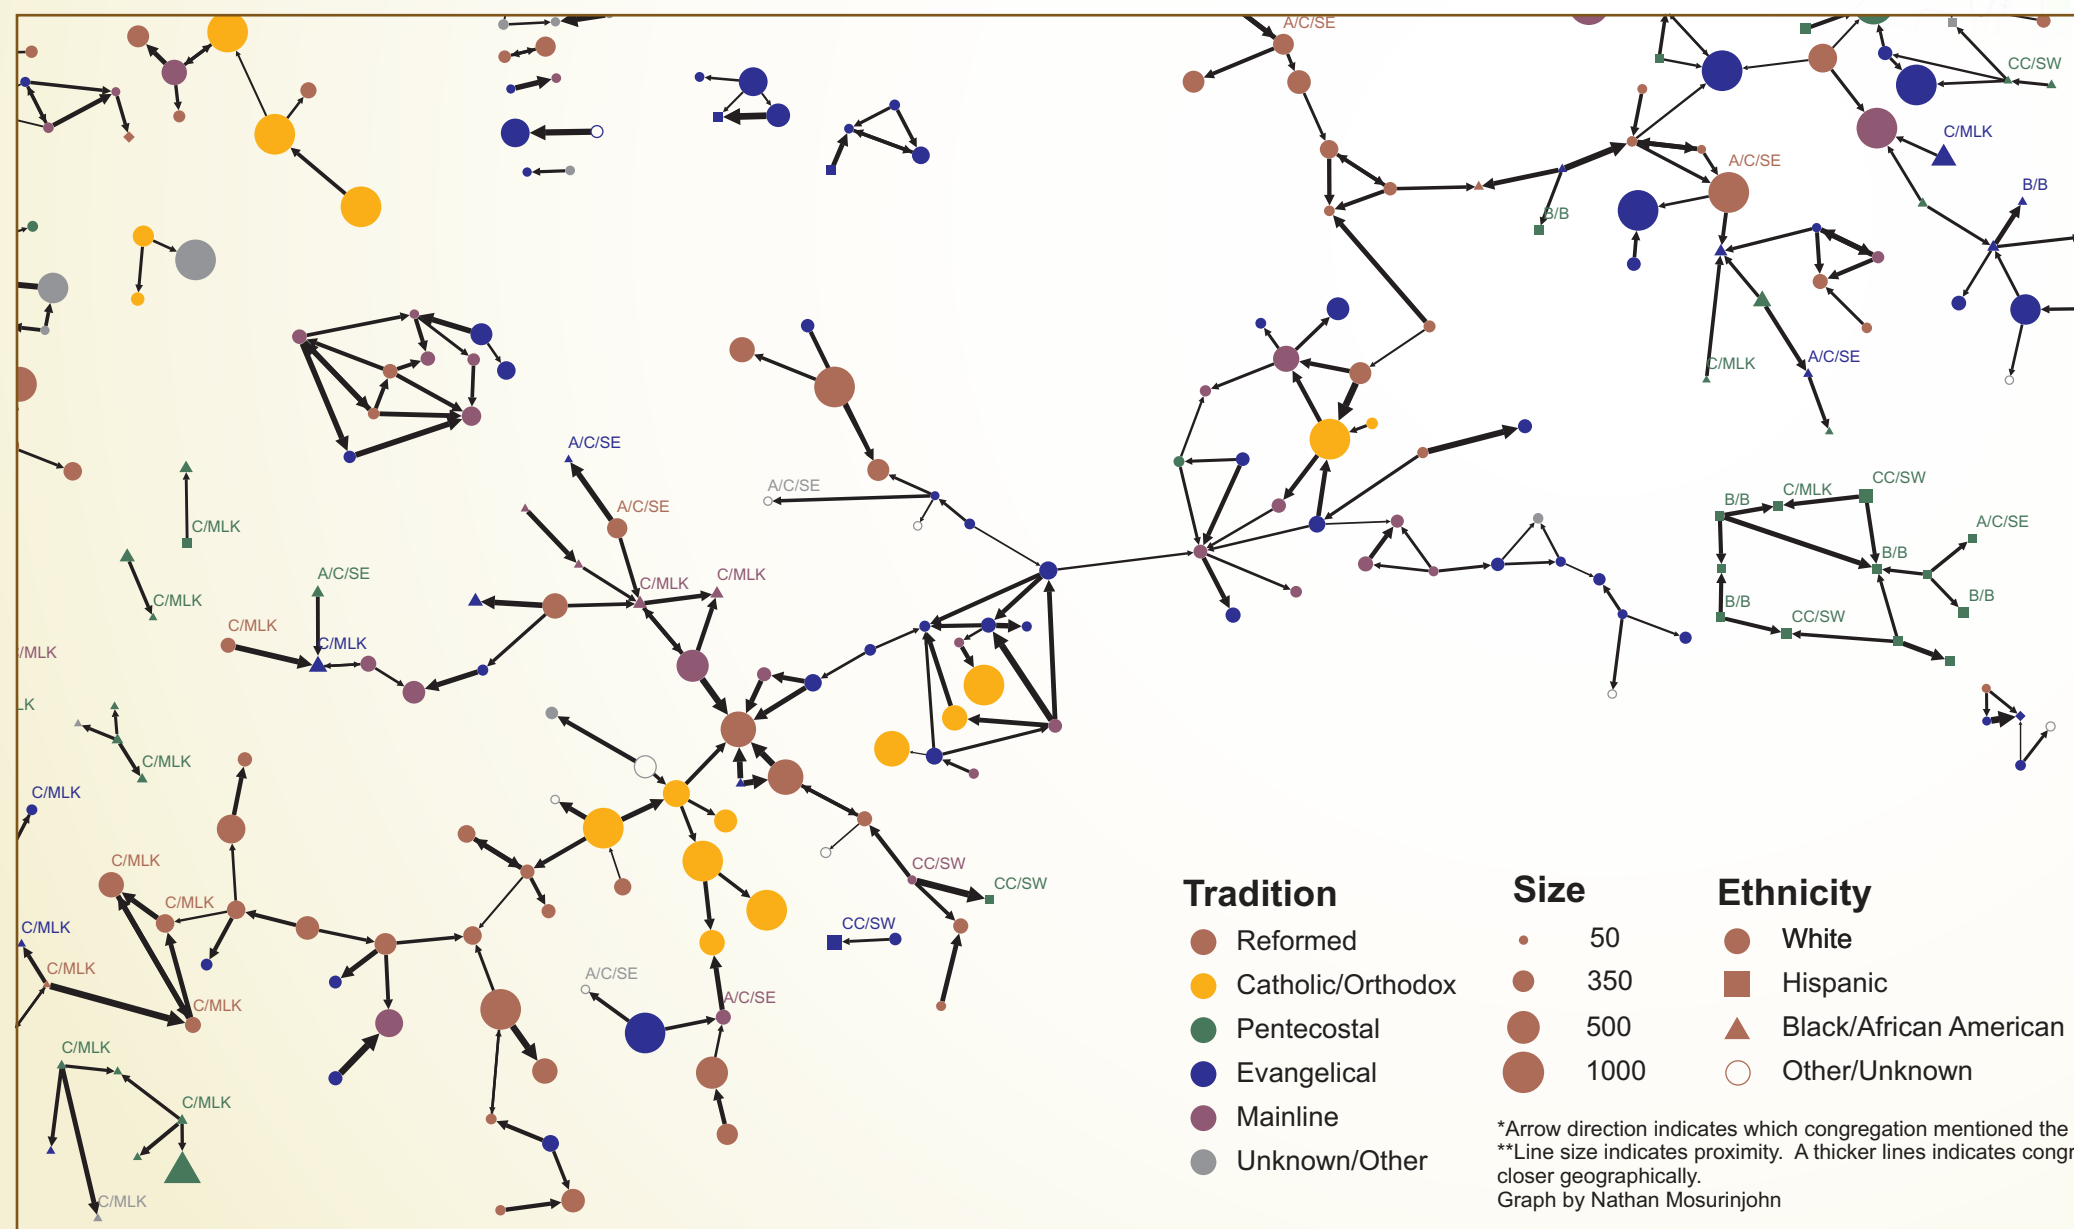 A/C/SE
CC/SW
C/MLK
A/C/SE
B/B
B/B
C/MLK
A/C/SE
A/C/SE
A/C/SE
A/C/SE
CC/SW
C/MLK
B/B
A/C/SE
C/MLK
B/B
A/C/SE
C/MLK
C/MLK
C/MLK
B/B
B/B
C/MLK
CC/SW
C/MLK
C/MLK
/MLK
LK
C/MLK
C/MLK
C/MLK
CC/SW
CC/SW
C/MLK
C/MLK
CC/SW
C/MLK
A/C/SE
A/C/SE
C/MLK
C/MLK
C/MLK
C/MLK
Tradition
Reformed
Catholic/Orthodox
Pentecostal
Evangelical
Mainline
Unknown/Other
Size
50
350
500
1000
Ethnicity
White
Hispanic
Black/African American
Other/Unknown
*Arrow direction indicates which congregation mentioned the
**Line size indicates proximity.  A thicker lines indicates congr
closer geographically.
Graph by Nathan Mosurinjohn